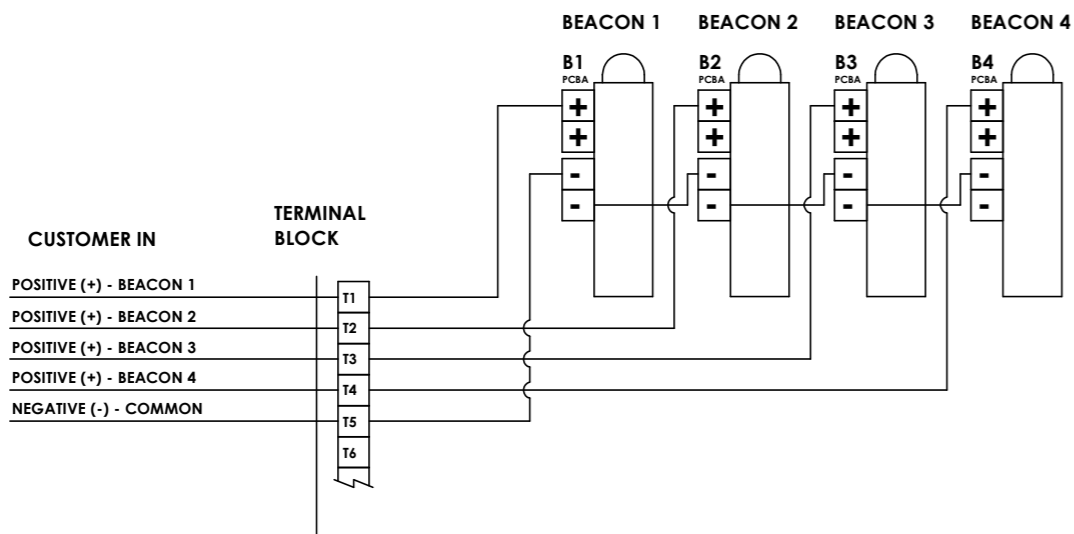 BEACON 1 BEACON 2 BEACON 3 BEACON 4
B1 B2 B3 B4
PCBA PCBA PCBA PCBA
+ + + +
+ + + +
- - - -
- - - -
TERMINAL
BLOCK
CUSTOMER IN
POSITIVE (+) - BEACON 1
T1
POSITIVE (+) - BEACON 2
T2
POSITIVE (+) - BEACON 3
T3
POSITIVE (+) - BEACON 4
T4
NEGATIVE (-) - COMMON
T5
T6